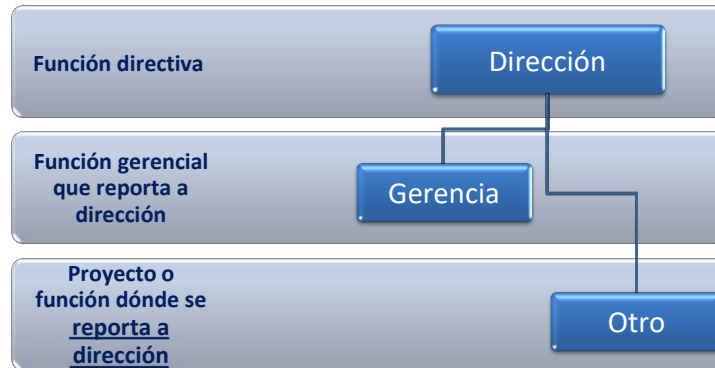 Función directiva
Dirección
Función gerencial
que reporta a
dirección
Gerencia
Proyecto o
función dónde se
reporta a
dirección
Otro